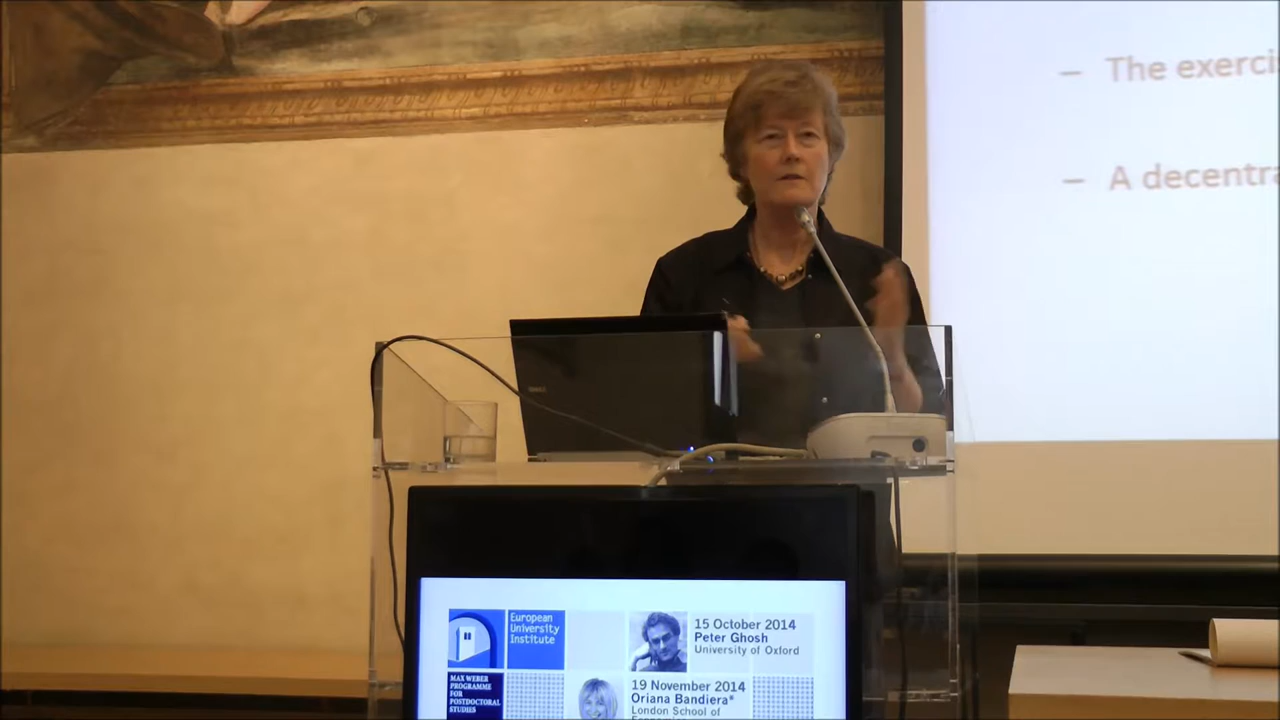 — The exerci
— A decentra
European
University
Institute
15 October 2014
Peter Ghosh
University of Oxford
MAX WEBER
PROGRAMME
FOR
POSTDOCTORAL
STUDIES
19 November 2014
Oriana Bandiera*
London School of